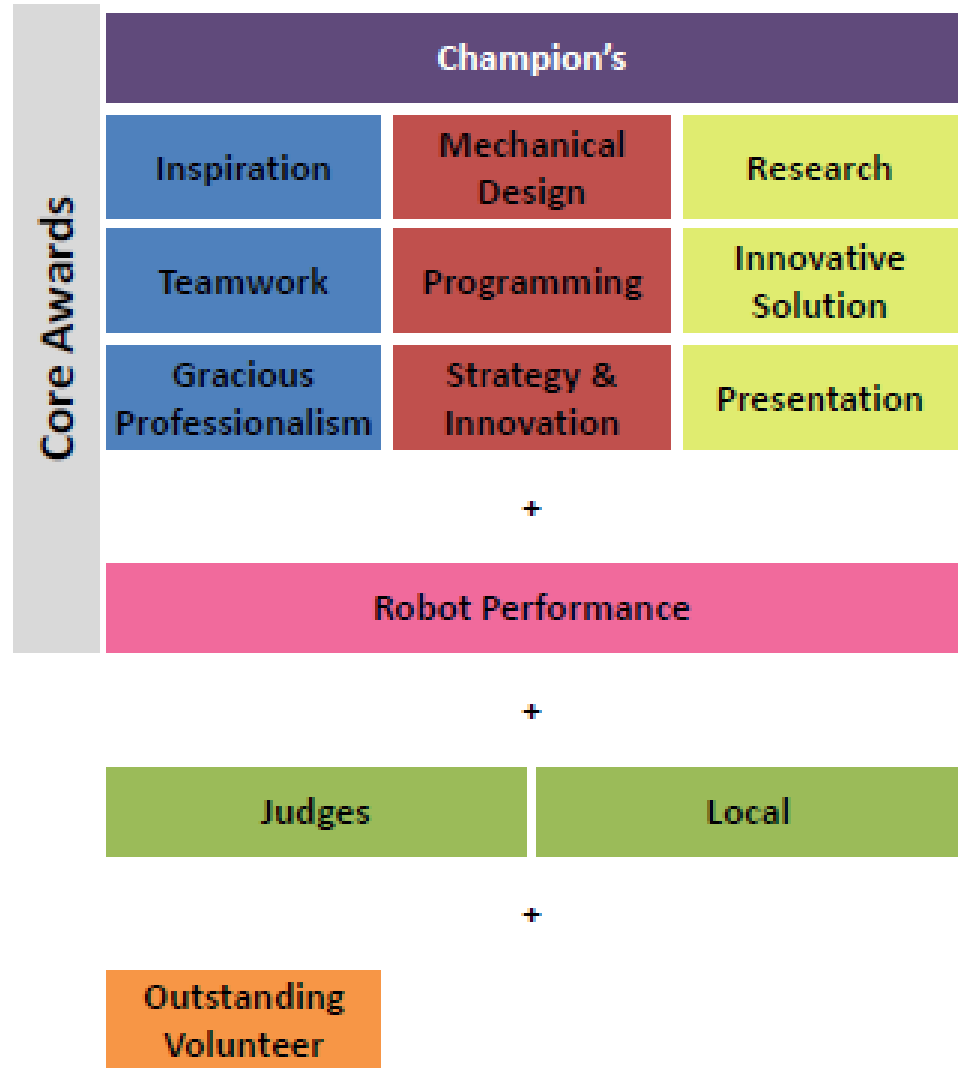 Core Awards
Champion's
Inspiration
Mechanical
Design
Research
Teamwork
Programming
Innovative
Solution
Gracious
Professionalism
Strategy &
Innovation
Presentation
+
Robot Performance
+
Judges
Local
+
Outstanding
Volunteer